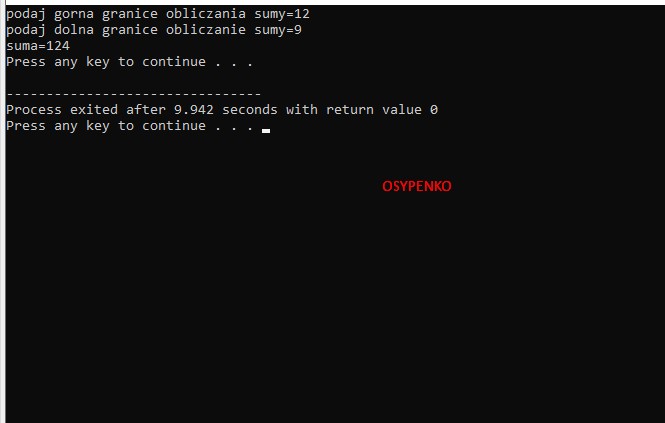 podaj gorna granice obliczania sumy=12
podaj dolna granice obliczanie sumy=9
suma=124
Press any key to continue . . .
--------------------------------
Process exited after 9.942 seconds with return value 0
Press any key to continue . . .
OSYPENKO